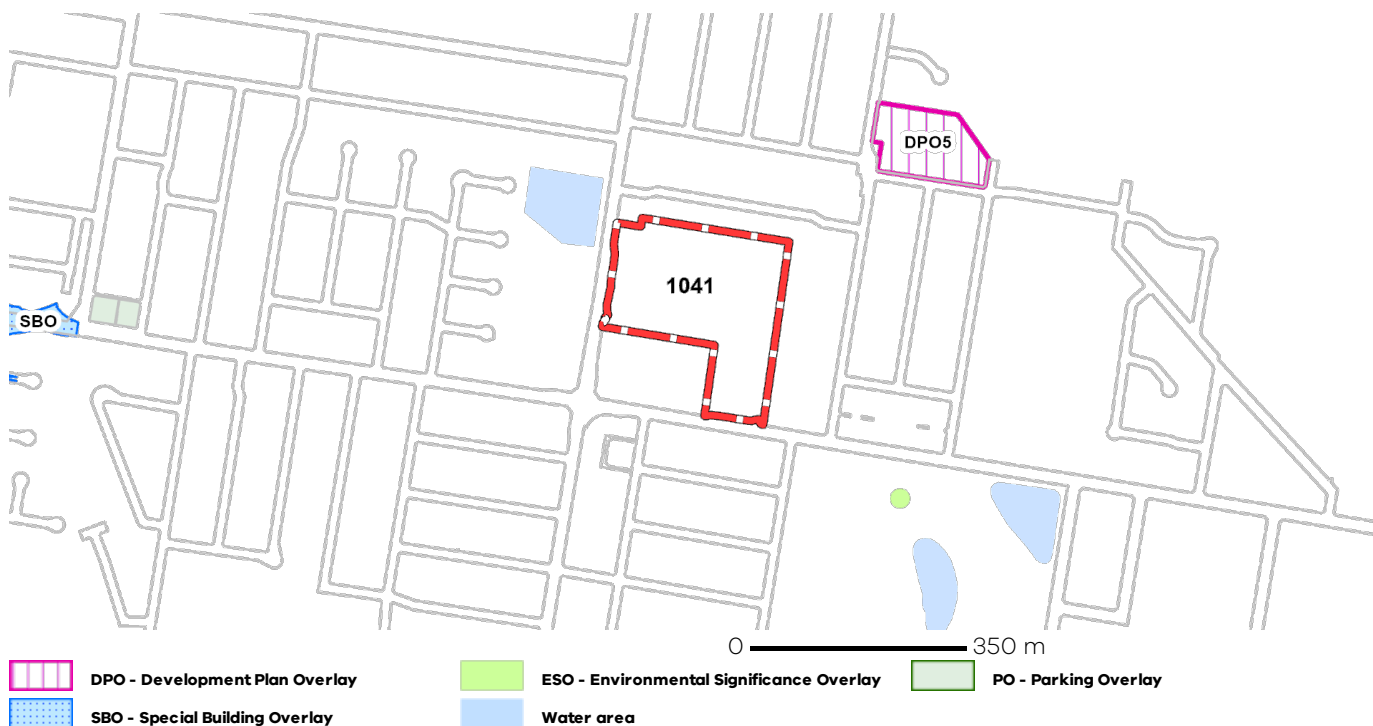 DPO5
1041
SBO
0 350 m
DPO - Development Plan Overlay
ESO - Environmental Significance Overlay
PO - Parking Overlay
SBO - Special Building Overlay
Water area